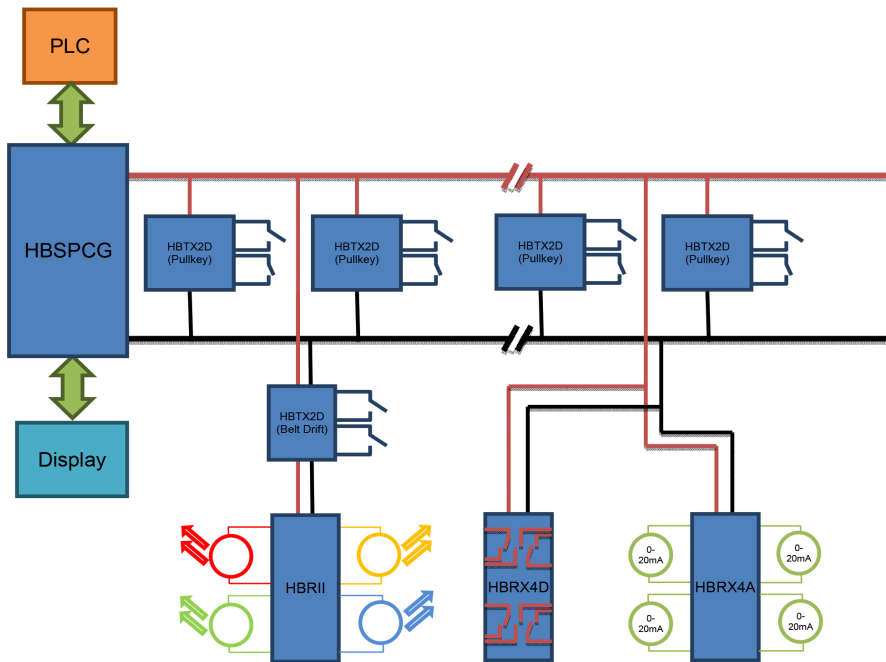 PLC
HBSPCG
HBTX2D
(Pullkey)
HBTX2D
(Pullkey)
HBTX2D
(Pullkey)
HBTX2D
(Pullkey)
HBTX2D
(Belt Drift)
Display
HBRII
HBRX4D
HBRX4A
0-
20mA
0-
20mA
0-
20mA
0-
20mA